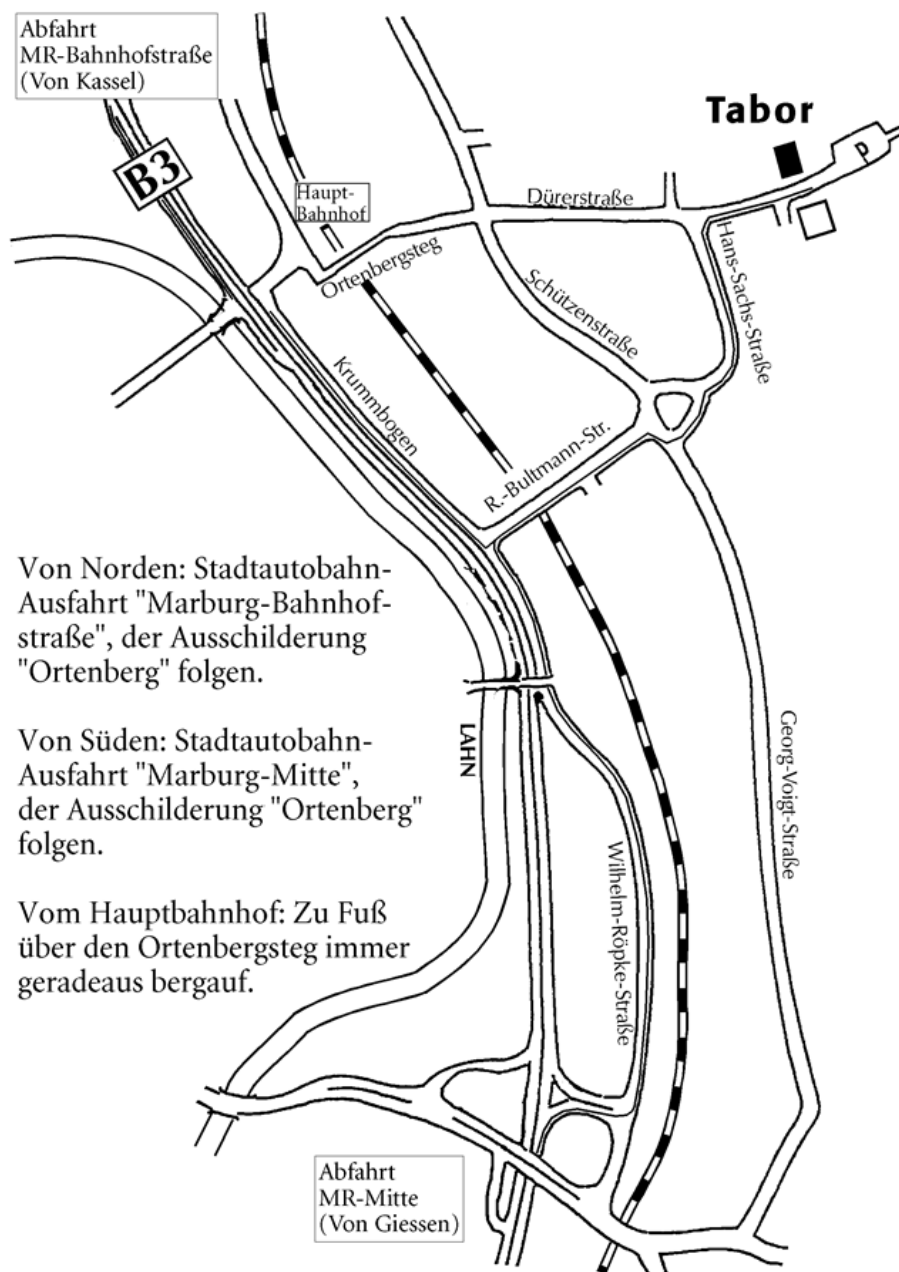 Abfahrt
MR-Bahnhofstraße
(Von Kassel)
Tabor
P
B3
Haupt-
Bahnhof
Dürerstraße
Ortenbergsteg
Hans-Sachs-Straße
Schützenstraße
Krummbogen
R.-Bultmann-Str.
Von Norden: Stadtautobahn-
Ausfahrt "Marburg-Bahnhof-
straße", der Ausschilderung
"Ortenberg" folgen.
LAHN
Georg-Voigt-Straße
Von Süden: Stadtautobahn-
Ausfahrt "Marburg-Mitte",
der Ausschilderung "Ortenberg"
folgen.
Wilhelm-Röpke-Straße
Vom Hauptbahnhof: Zu Fuß
über den Ortenbergsteg immer
geradeaus bergauf.
Abfahrt
MR-Mitte
(Von Giessen)